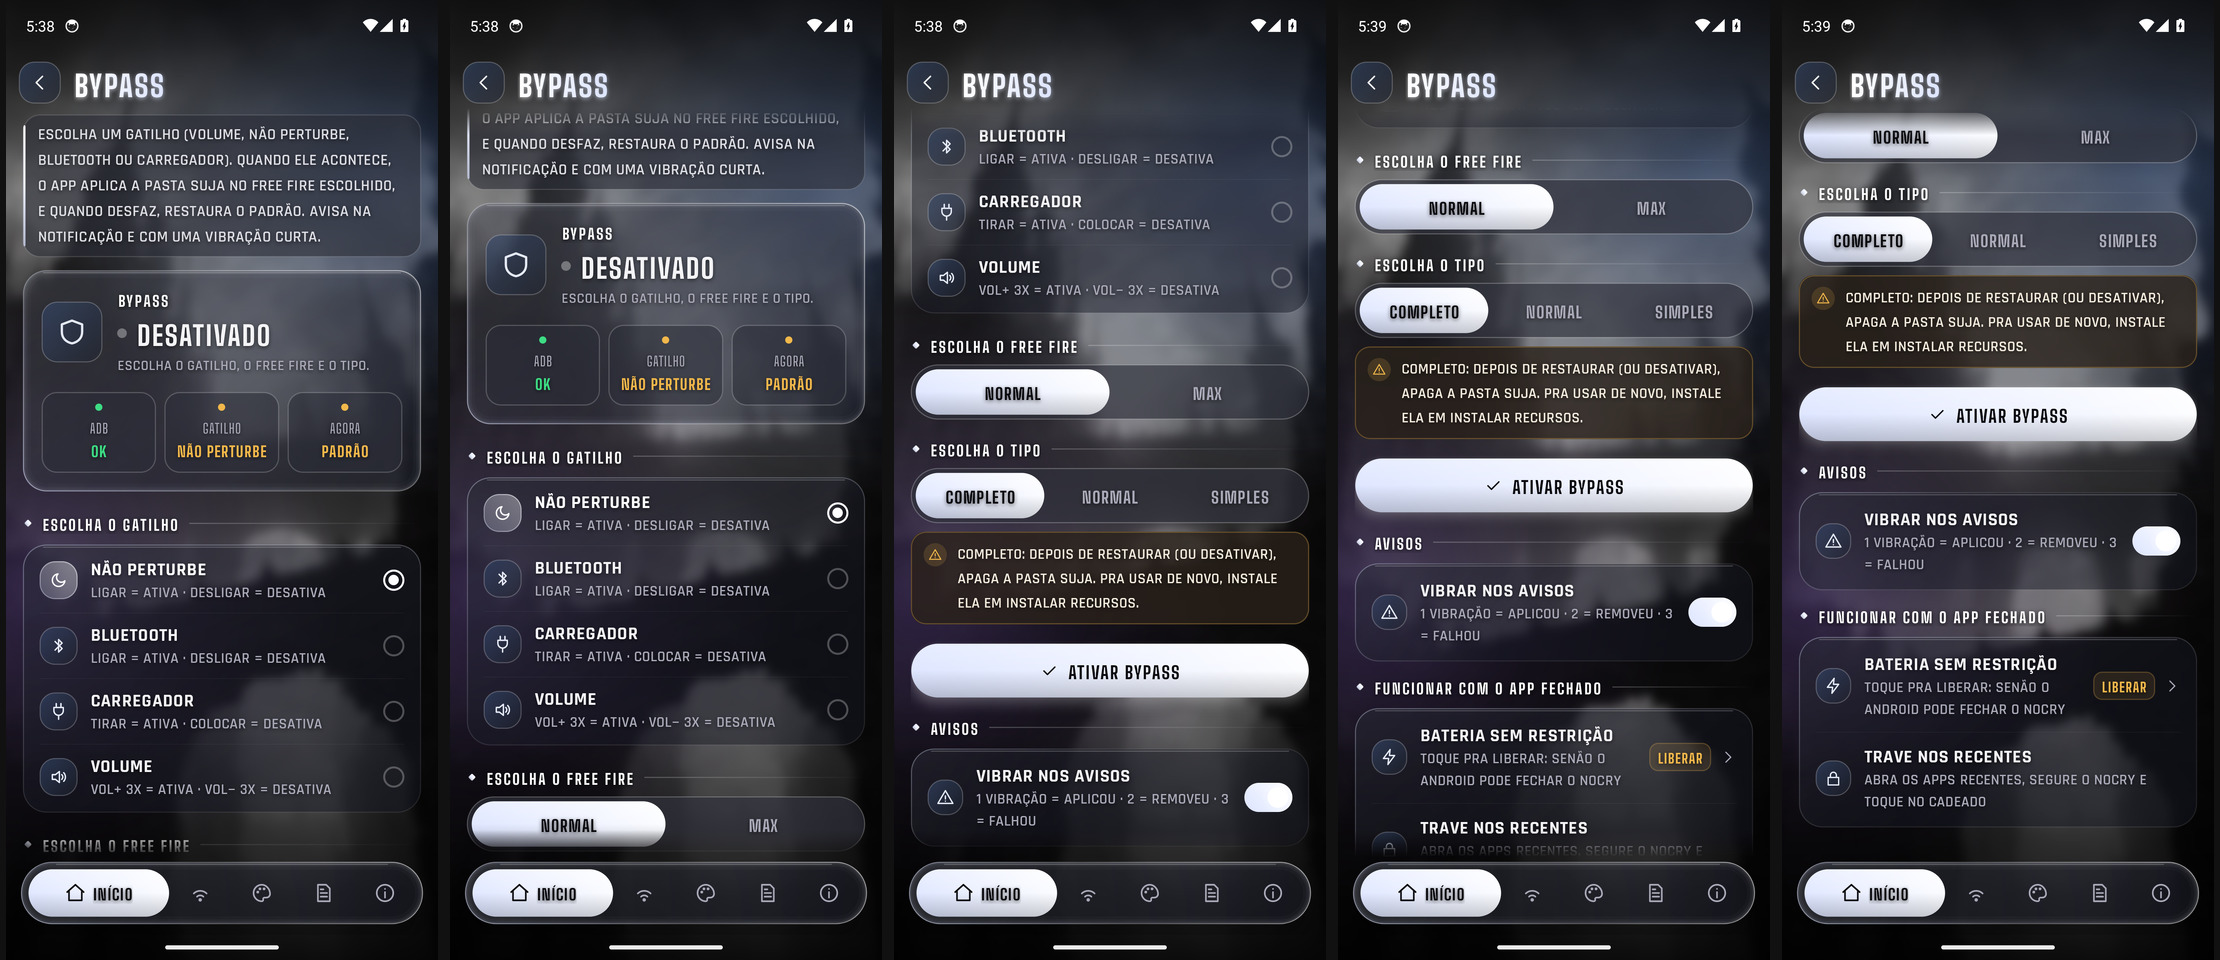 5:38
BYPASS
ESCOLHA UM GATILHO (VOLUME, NÃO PERTURBE,
BLUETOOTH OU CARREGADOR). QUANDO ELE ACONTECE,
O APP APLICA A PASTA SUJA NO FREE FIRE ESCOLHIDO,
E QUANDO DESFAZ, RESTAURA O PADRÃO. AVISA NA
NOTIFICAÇÃO E COM UMA VIBRAÇÃO CURTA.
BYPASS
DESATIVADO
ESCOLHA O GATILHO, O FREE FIRE E O TIPO.
ADB
OK
GATILHO
NÃO PERTURBE
AGORA
PADRÃO
ESCOLHA O GATILHO
NÃO PERTURBE
LIGAR = ATIVA · DESLIGAR = DESATIVA
BLUETOOTH
LIGAR = ATIVA · DESLIGAR = DESATIVA
CARREGADOR
TIRAR = ATIVA · COLOCAR = DESATIVA
VOLUME
VOL+ 3X = ATIVA · VOL− 3X = DESATIVA
ESCOLHA O FREE FIRE
INÍCIO
5:38
BYPASS
O APP APLICA A PASTA SUJA NO FREE FIRE ESCOLHIDO,
E QUANDO DESFAZ, RESTAURA O PADRÃO. AVISA NA
NOTIFICAÇÃO E COM UMA VIBRAÇÃO CURTA.
BYPASS
DESATIVADO
ESCOLHA O GATILHO, O FREE FIRE E O TIPO.
ADB
OK
GATILHO
NÃO PERTURBE
AGORA
PADRÃO
ESCOLHA O GATILHO
NÃO PERTURBE
LIGAR = ATIVA · DESLIGAR = DESATIVA
BLUETOOTH
LIGAR = ATIVA · DESLIGAR = DESATIVA
CARREGADOR
TIRAR = ATIVA · COLOCAR = DESATIVA
VOLUME
VOL+ 3X = ATIVA · VOL− 3X = DESATIVA
ESCOLHA O FREE FIRE
NORMAL MAX
INÍCIO
5:38
BYPASS
BLUETOOTH
LIGAR = ATIVA · DESLIGAR = DESATIVA
CARREGADOR
TIRAR = ATIVA · COLOCAR = DESATIVA
VOLUME
VOL+ 3X = ATIVA · VOL− 3X = DESATIVA
ESCOLHA O FREE FIRE
NORMAL MAX
ESCOLHA O TIPO
COMPLETO NORMAL SIMPLES
COMPLETO: DEPOIS DE RESTAURAR (OU DESATIVAR),
APAGA A PASTA SUJA. PRA USAR DE NOVO, INSTALE
ELA EM INSTALAR RECURSOS.
ATIVAR BYPASS
AVISOS
VIBRAR NOS AVISOS
1 VIBRAÇÃO = APLICOU · 2 = REMOVEU · 3
= FALHOU
INÍCIO
5:39
BYPASS
ESCOLHA O FREE FIRE
NORMAL MAX
ESCOLHA O TIPO
COMPLETO NORMAL SIMPLES
COMPLETO: DEPOIS DE RESTAURAR (OU DESATIVAR),
APAGA A PASTA SUJA. PRA USAR DE NOVO, INSTALE
ELA EM INSTALAR RECURSOS.
ATIVAR BYPASS
AVISOS
VIBRAR NOS AVISOS
1 VIBRAÇÃO = APLICOU · 2 = REMOVEU · 3
= FALHOU
FUNCIONAR COM O APP FECHADO
BATERIA SEM RESTRIÇÃO
TOQUE PRA LIBERAR: SENÃO O
ANDROID PODE FECHAR O NOCRY
LIBERAR
TRAVE NOS RECENTES
ABRA OS APPS RECENTES, SEGURE O NOCRY E
INÍCIO
5:39
BYPASS
NORMAL MAX
ESCOLHA O TIPO
COMPLETO NORMAL SIMPLES
COMPLETO: DEPOIS DE RESTAURAR (OU DESATIVAR),
APAGA A PASTA SUJA. PRA USAR DE NOVO, INSTALE
ELA EM INSTALAR RECURSOS.
ATIVAR BYPASS
AVISOS
VIBRAR NOS AVISOS
1 VIBRAÇÃO = APLICOU · 2 = REMOVEU · 3
= FALHOU
FUNCIONAR COM O APP FECHADO
BATERIA SEM RESTRIÇÃO
TOQUE PRA LIBERAR: SENÃO O
ANDROID PODE FECHAR O NOCRY
LIBERAR
TRAVE NOS RECENTES
ABRA OS APPS RECENTES, SEGURE O NOCRY E
TOQUE NO CADEADO
INÍCIO